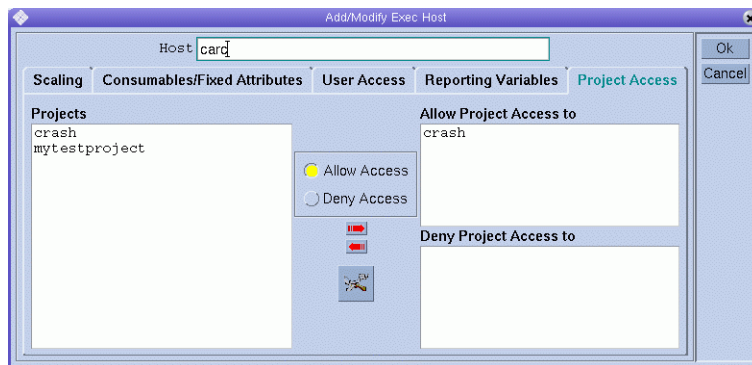 Add/Modify Exec Host
Host carc
Ok
Cancel
Scaling Consumables/Fixed Attributes User Access Reporting Variables Project Access
Projects
crash
mytestproject
Allow Access
Deny Access
Allow Project Access to
crash
Deny Project Access to